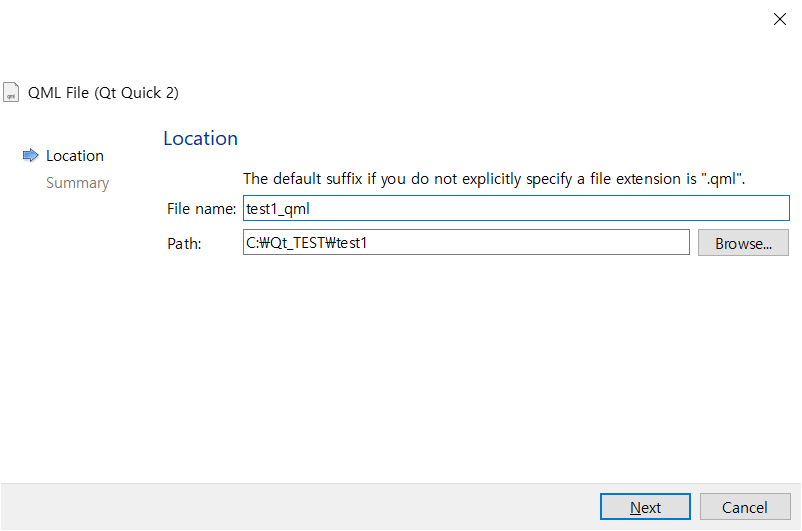 QML File (Qt Quick 2)
Location
Summary
Location
The default suffix if you do not explicitly specify a file extension is ".qml".
File name: test1_qml
Path: C:₩Qt_TEST₩test1 Browse...
Next Cancel